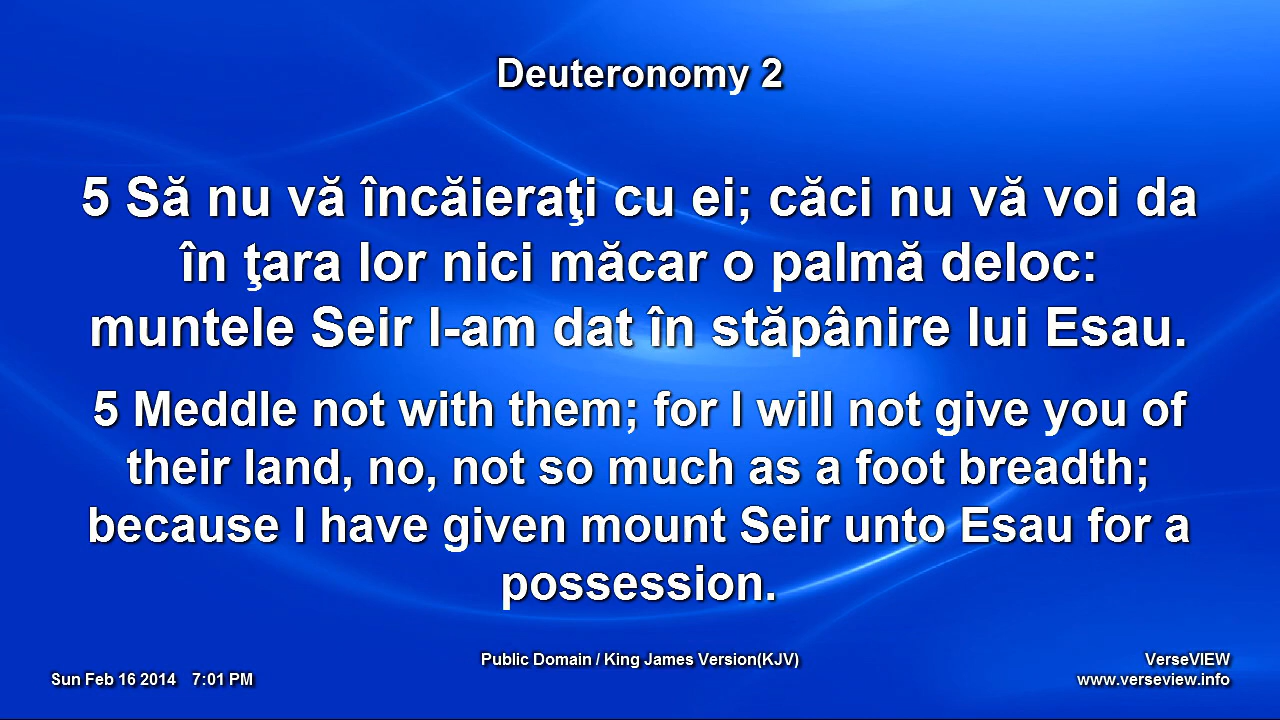 Deuteronomy 2
5 Să nu vă încăieraţi cu ei; căci nu vă voi da
în ţara lor nici măcar o palmă deloc:
muntele Seir l-am dat în stăpânire lui Esau.
5 Meddle not with them; for I will not give you of
their land, no, not so much as a foot breadth;
because I have given mount Seir unto Esau for a
possession.
Public Domain / King James Version(KJV)
VerseVIEW
Sun Feb 16 2014 7:01 PM
www.verseview.info